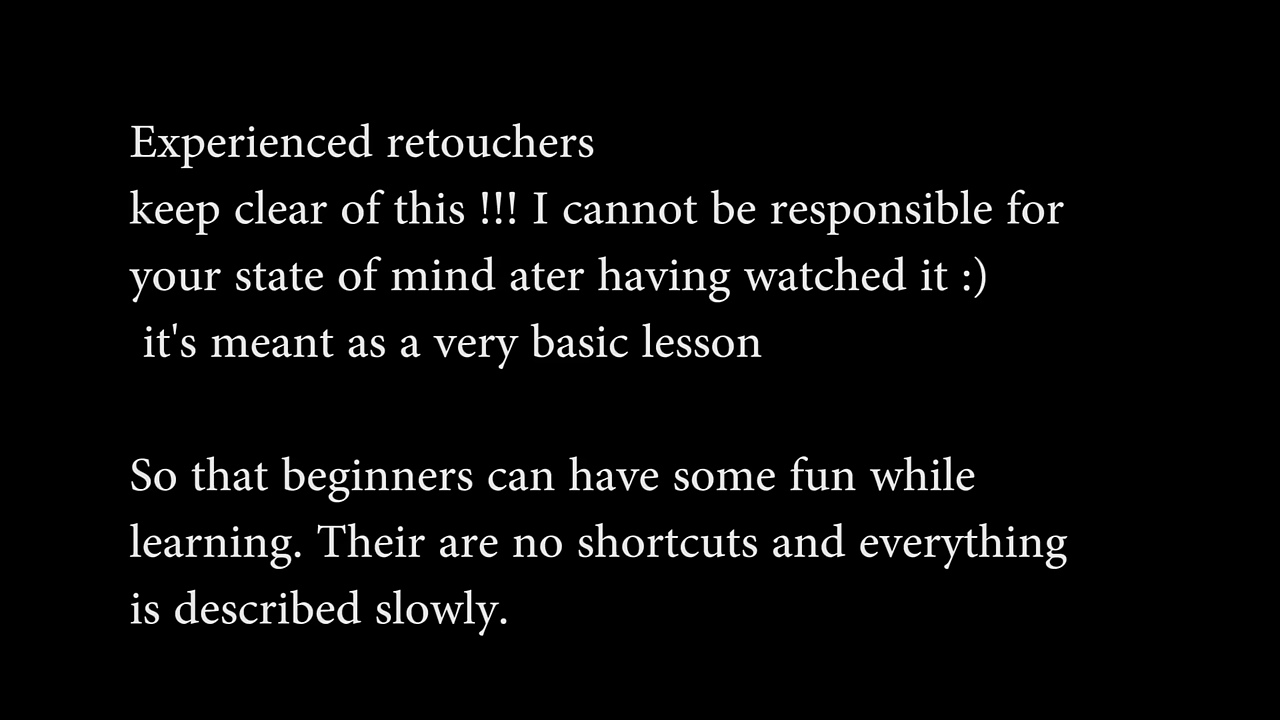 Experienced retouchers
keep clear of this !!! I cannot be responsible for
your state of mind ater having watched it :)
it's meant as a very basic lesson
So that beginners can have some fun while
learning. Their are no shortcuts and everything
is described slowly.